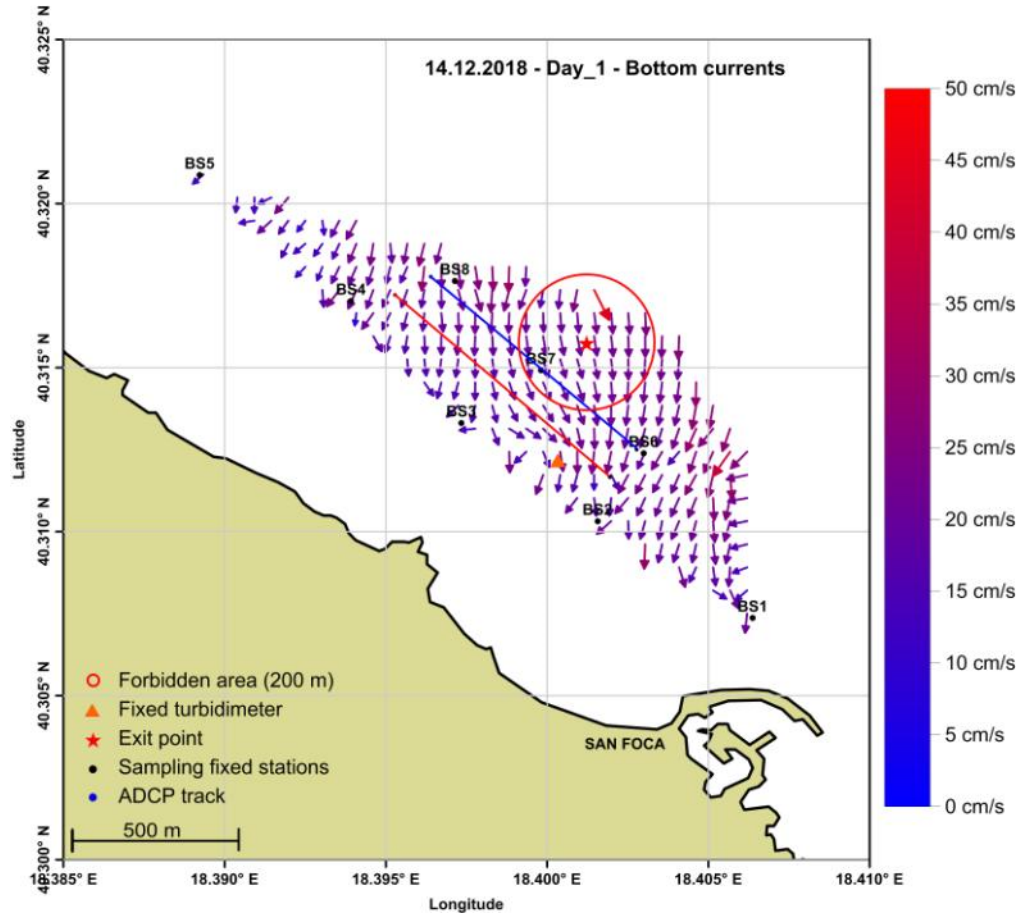 14.12.2018 - Day_1 - Bottom currents
40.325° N
40.320° N
40.315° N
40.310° N
40.305° N
40.300° N
Latitude
BS5
BS8
BS4
BS7
BS3
BS6
BS2
BS1
SAN FOCA
Forbidden area (200 m)
Fixed turbidimeter
Exit point
Sampling fixed stations
ADCP track
500 m
18.385° E 18.390° E 18.395° E 18.400° E 18.405° E 18.410° E
Longitude
50 cm/s
45 cm/s
40 cm/s
35 cm/s
30 cm/s
25 cm/s
20 cm/s
15 cm/s
10 cm/s
5 cm/s
0 cm/s